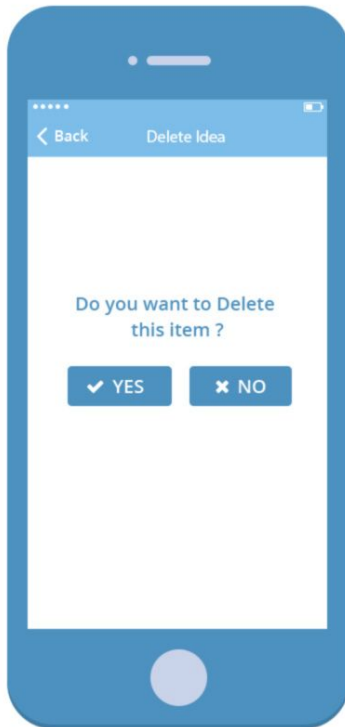 Back
Delete Idea
Do you want to Delete
this item ?
YES
NO